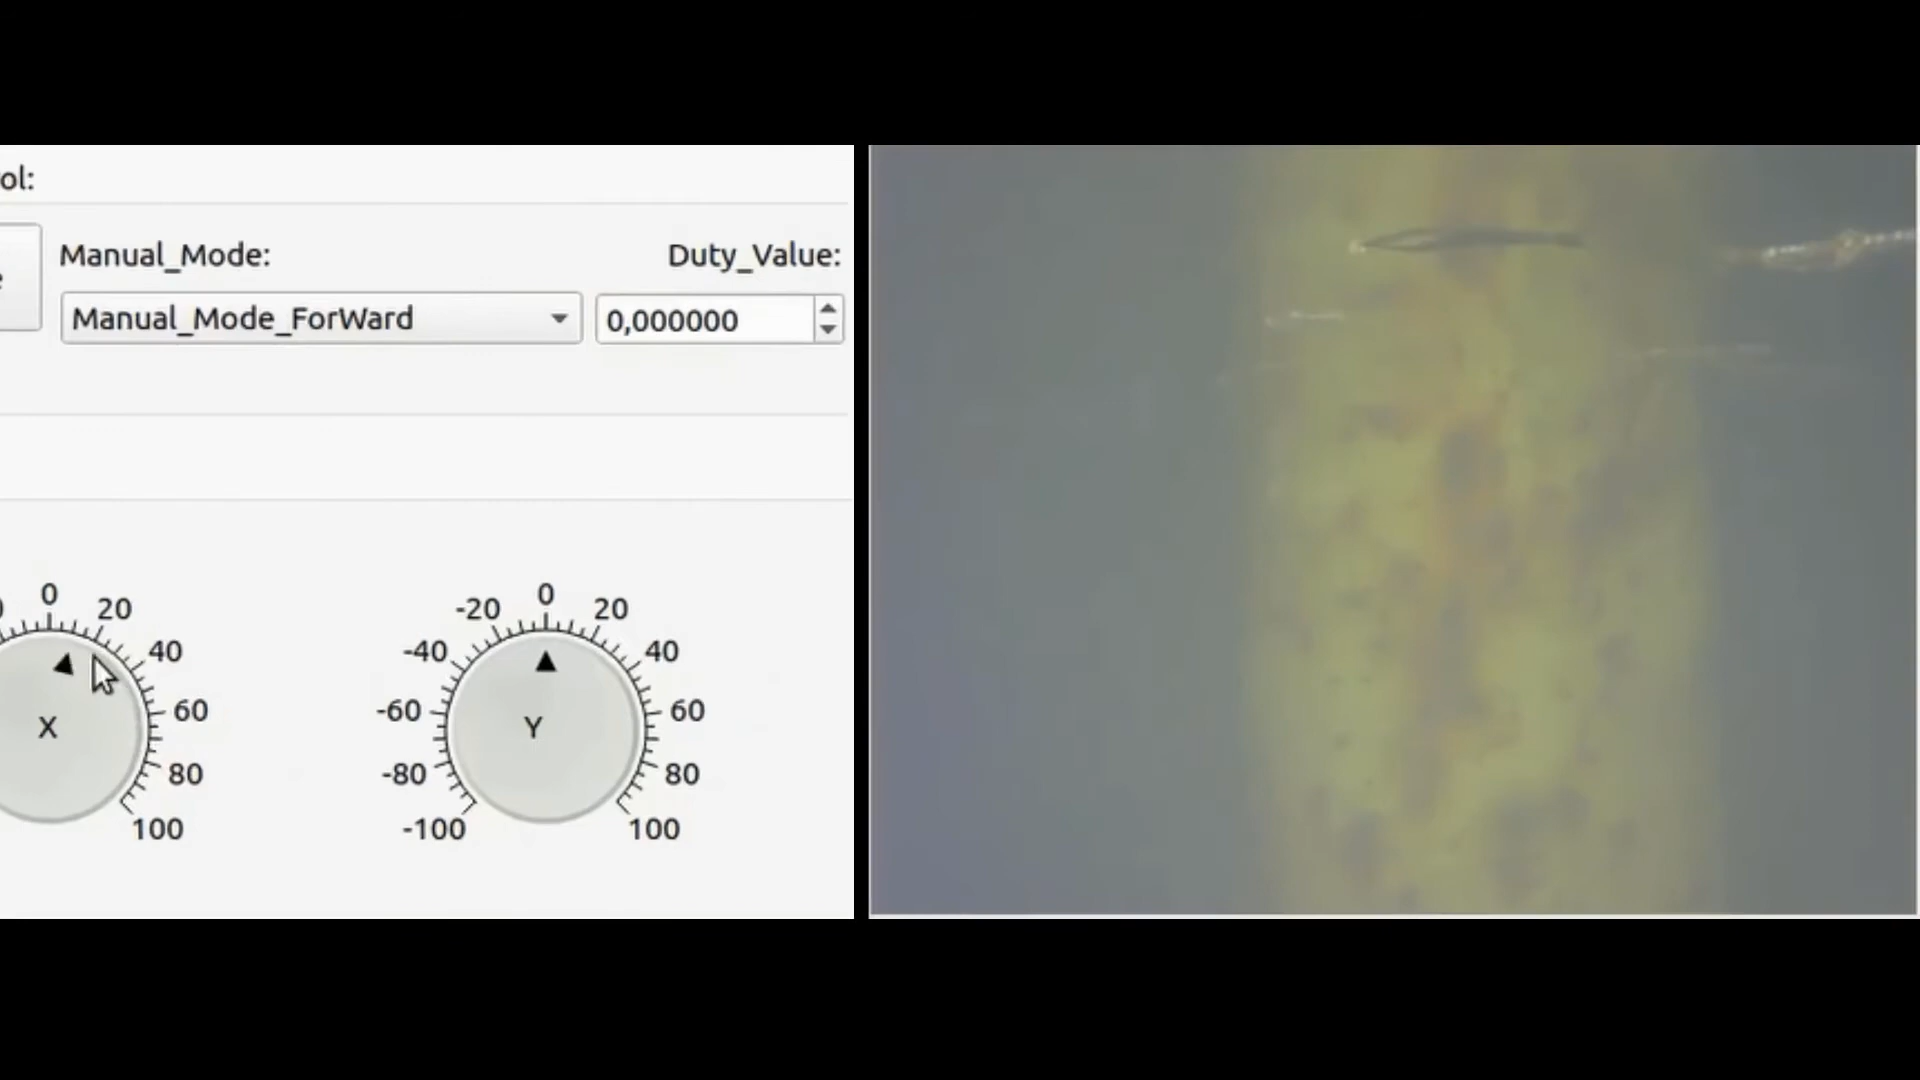 ol:
Manual_Mode: Duty_Value:
Manual_Mode_ForWard 0,000000
0 20 40 60 80 100
X
-100 -80 -60 -40 -20 0 20 40 60 80 100
Y